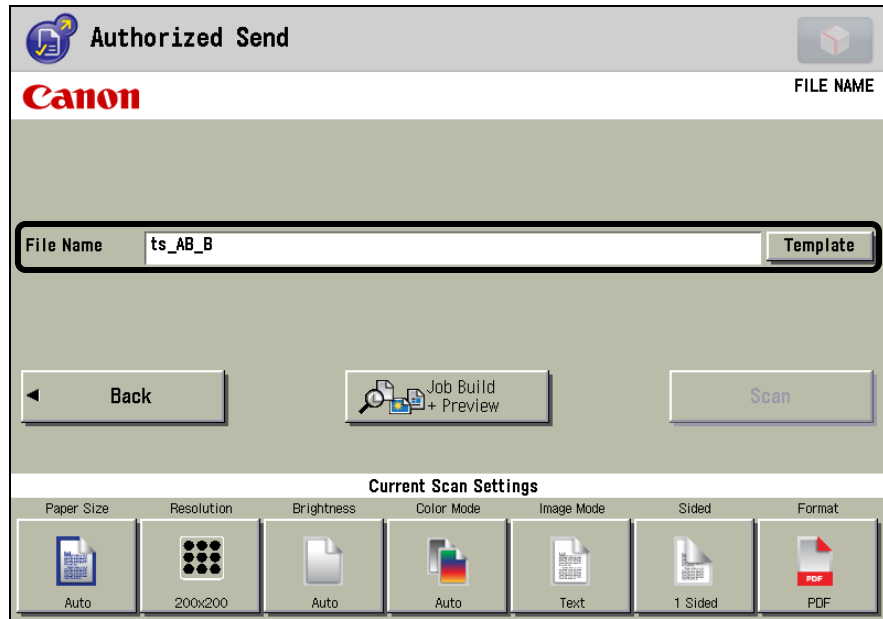 Authorized Send
Canon
FILE NAME
File Name ts_AB_B Template
Back
Job Build
+ Preview
Scan
Current Scan Settings
Paper Size Resolution Brightness Color Mode Image Mode Sided Format
PDF
Auto 200x200 Auto Auto Text 1 Sided PDF